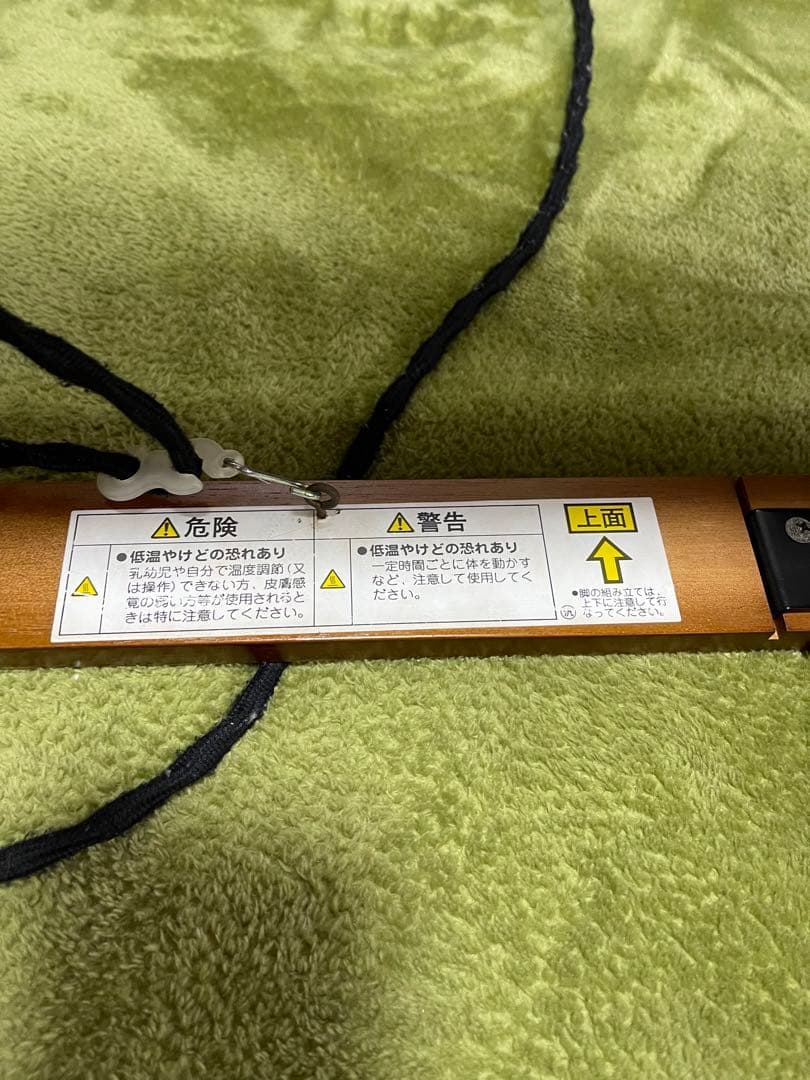 危険
●低温やけどの恐れあり
乳幼児や自分で温度調節(又
は操作)できない方、皮膚感
覚の弱い方等が使用されると
きは特に注意してください。
警告
●低温やけどの恐れあり
一定時間ごとに体を動かす
など、注意して使用してく
ださい。
上面
●脚の組み立ては、
上下に注意して行
なってください。